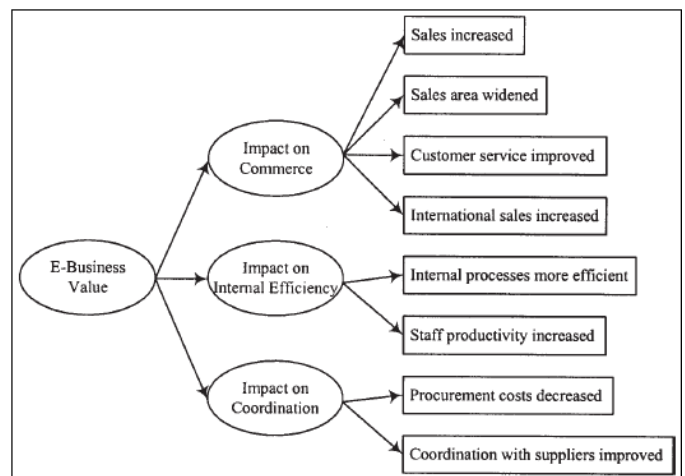 Sales increased
Sales area widened
Impact on
Commerce
Customer service improved
International sales increased
E-Business
Value
Impact on
Internal Efficiency
Internal processes more efficient
Staff productivity increased
Impact on
Coordination
Procurement costs decreased
Coordination with suppliers improved